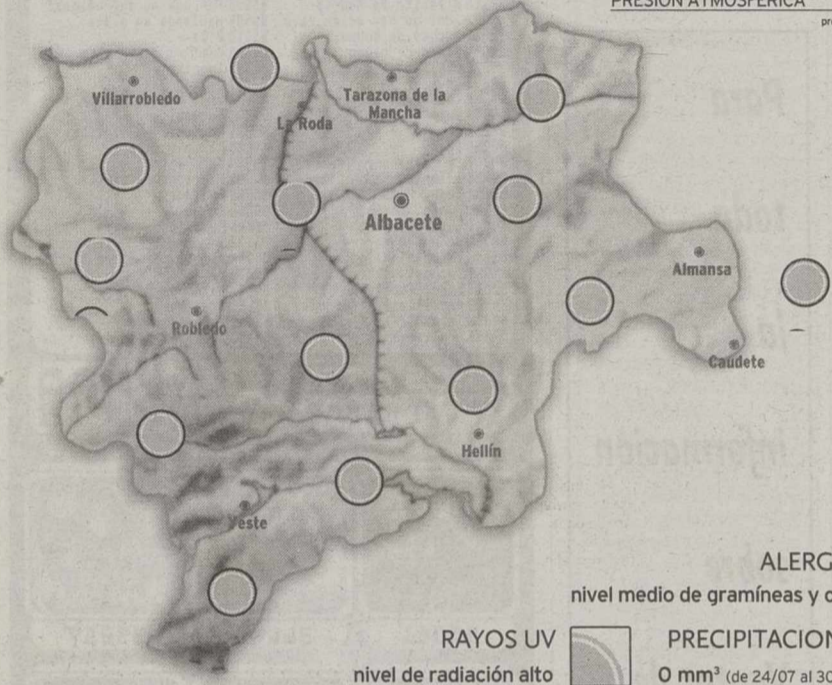 PRESIÓN ATMOSFÉRICA
Villarrobledo
Tarazona de la
Mancha
La Roda
Albacete
Almansa
Robledo
Caudete
Hellín
Yeste
ALERG
nivel medio de gramíneas y
RAYOS UV
nivel de radiación alto
PRECIPITACION
0 mm³ (de 24/07 al 30